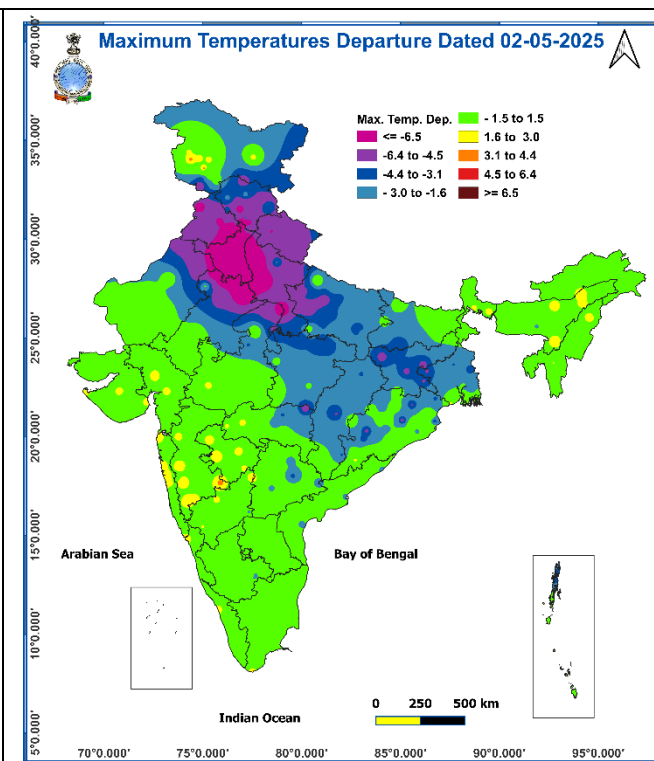 Maximum Temperatures Departure Dated 02-05-2025
Max. Temp. Dep.
<= -6.5
-6.4 to -4.5
-4.4 to -3.1
- 3.0 to -1.6
- 1.5 to 1.5
1.6 to 3.0
3.1 to 4.4
4.5 to 6.4
>= 6.5
40°0.000'
35°0.000'
30°0.000'
25°0.000'
20°0.000'
15°0.000'
10°0.000'
5°0.000'
Arabian Sea
Bay of Bengal
Indian Ocean
0 250 500 km
70°0.000' 75°0.000' 80°0.000' 85°0.000' 90°0.000' 95°0.000'